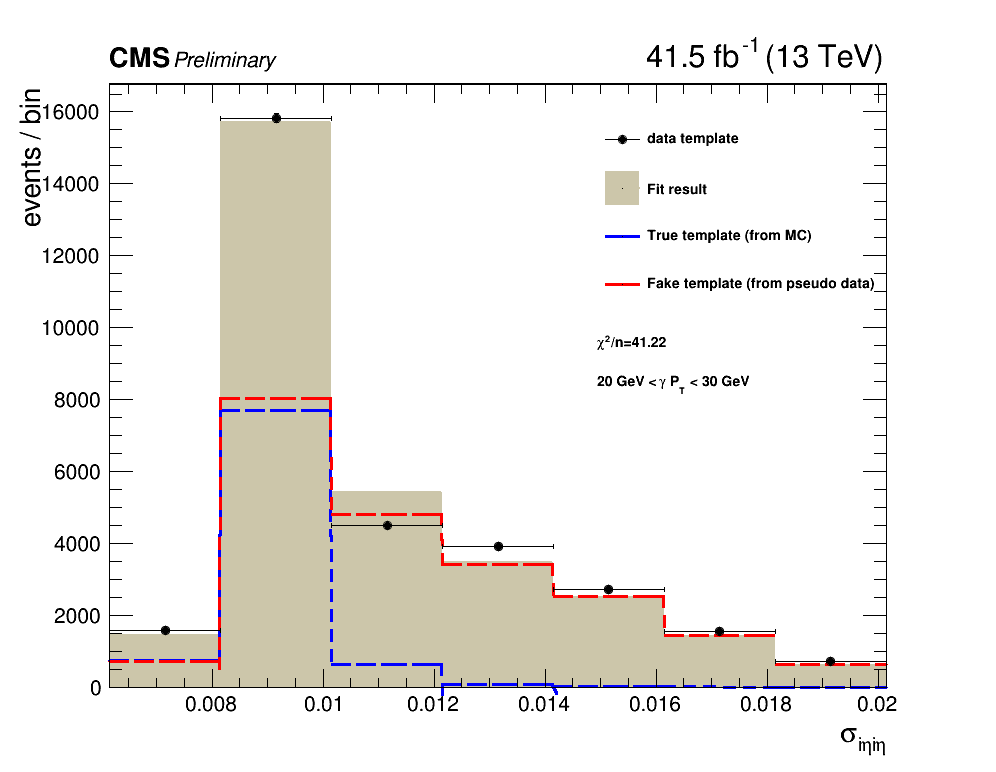 CMS Preliminary 41.5 fb⁻¹ (13 TeV)
events / bin
16000
14000
12000
10000
8000
6000
4000
2000
0
data template
Fit result
True template (from MC)
Fake template (from pseudo data)
χ²/n=41.22
20 GeV < γ P_T < 30 GeV
0.008 0.01 0.012 0.014 0.016 0.018 0.02
σ_iηiη